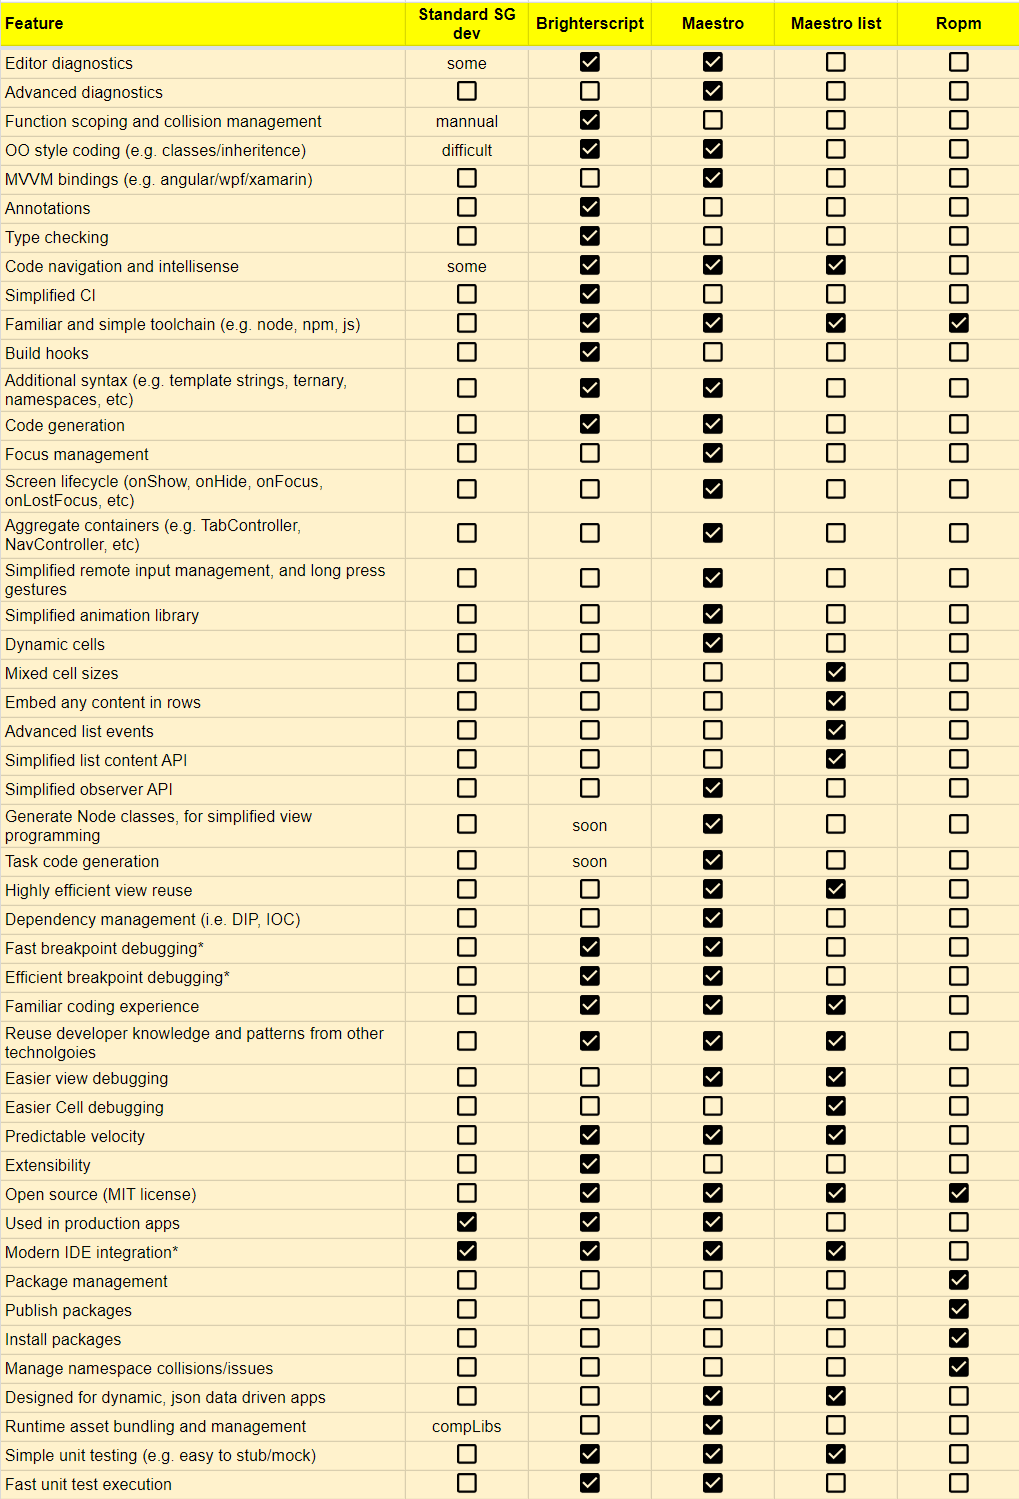 Feature Standard SG dev Brighterscript Maestro Maestro list Ropm
Editor diagnostics some
Advanced diagnostics
Function scoping and collision management mannual
OO style coding (e.g. classes/inheritence) difficult
MVVM bindings (e.g. angular/wpf/xamarin)
Annotations
Type checking
Code navigation and intellisense some
Simplified CI
Familiar and simple toolchain (e.g. node, npm, js)
Build hooks
Additional syntax (e.g. template strings, ternary,
namespaces, etc)
Code generation
Focus management
Screen lifecycle (onShow, onHide, onFocus,
onLostFocus, etc)
Aggregate containers (e.g. TabController,
NavController, etc)
Simplified remote input management, and long press
gestures
Simplified animation library
Dynamic cells
Mixed cell sizes
Embed any content in rows
Advanced list events
Simplified list content API
Simplified observer API
Generate Node classes, for simplified view
programming soon
Task code generation soon
Highly efficient view reuse
Dependency management (i.e. DIP, IOC)
Fast breakpoint debugging*
Efficient breakpoint debugging*
Familiar coding experience
Reuse developer knowledge and patterns from other
technolgoies
Easier view debugging
Easier Cell debugging
Predictable velocity
Extensibility
Open source (MIT license)
Used in production apps
Modern IDE integration*
Package management
Publish packages
Install packages
Manage namespace collisions/issues
Designed for dynamic, json data driven apps
Runtime asset bundling and management compLibs
Simple unit testing (e.g. easy to stub/mock)
Fast unit test execution